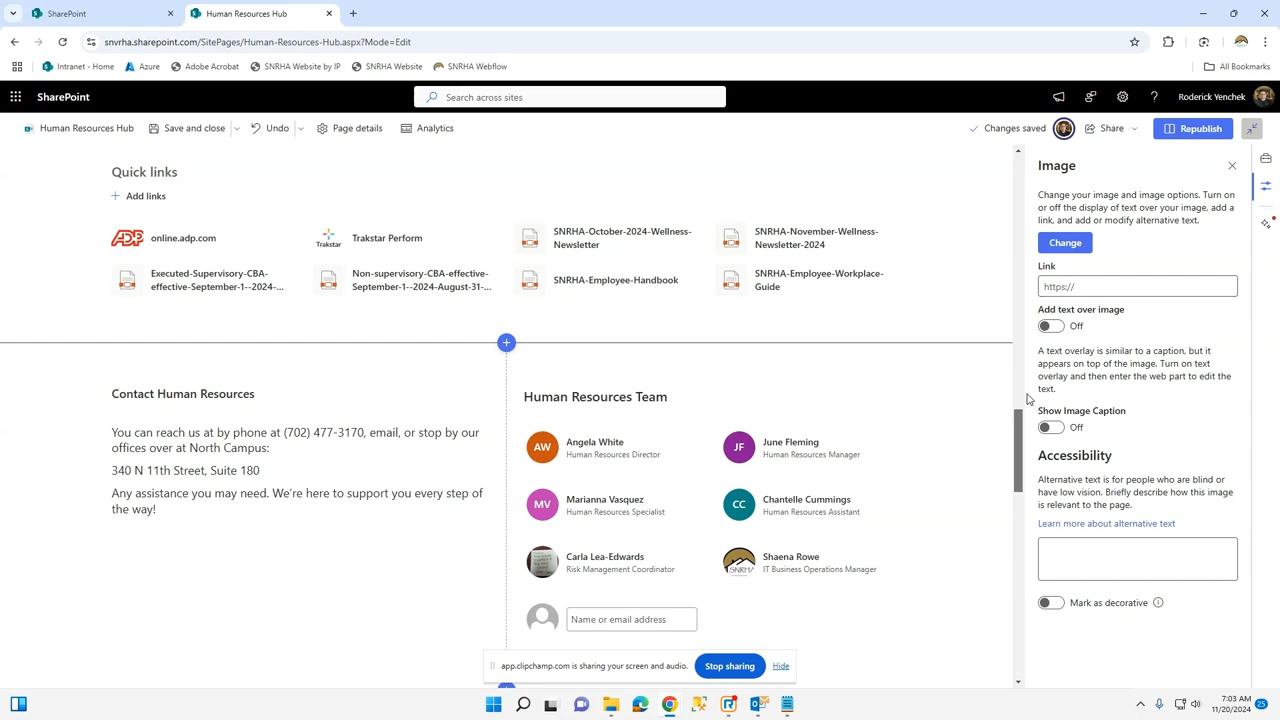 SharePoint
Human Resources Hub
snvrha.sharepoint.com/SitePages/Human-Resources-Hub.aspx?Mode=Edit
Intranet - Home
Azure
Adobe Acrobat
SNRHA Website by IP
SNRHA Website
SNRHA Webflow
All Bookmarks
SharePoint
Search across sites
Roderick Yenchek
Human Resources Hub
Save and close
Undo
Page details
Analytics
Changes saved
Share
Republish
Quick links
Add links
ADP
online.adp.com
Trakstar
Trakstar Perform
SNRHA-October-2024-Wellness-
Newsletter
SNRHA-November-Wellness-
Newsletter-2024
Executed-Supervisory-CBA-
effective-September-1--2024-...
Non-supervisory-CBA-effective-
September-1--2024-August-31-...
SNRHA-Employee-Handbook
SNRHA-Employee-Workplace-
Guide
Contact Human Resources
You can reach us at by phone at (702) 477-3170, email, or stop by our
offices over at North Campus:
340 N 11th Street, Suite 180
Any assistance you may need. We're here to support you every step of
the way!
Human Resources Team
AW
Angela White
Human Resources Director
JF
June Fleming
Human Resources Manager
MV
Marianna Vasquez
Human Resources Specialist
CC
Chantelle Cummings
Human Resources Assistant
Carla Lea-Edwards
Risk Management Coordinator
SNRHA
Shaena Rowe
IT Business Operations Manager
Name or email address
Image
Change your image and image options. Turn on
or off the display of text over your image, add a
link, and add or modify alternative text.
Change
Link
https://
Add text over image
Off
A text overlay is similar to a caption, but it
appears on top of the image. Turn on text
overlay and then enter the web part to edit the
text.
Show Image Caption
Off
Accessibility
Alternative text is for people who are blind or
have low vision. Briefly describe how this image
is relevant to the page.
Learn more about alternative text
Mark as decorative
app.clipchamp.com is sharing your screen and audio.
Stop sharing
Hide
7:03 AM
11/20/2024
25